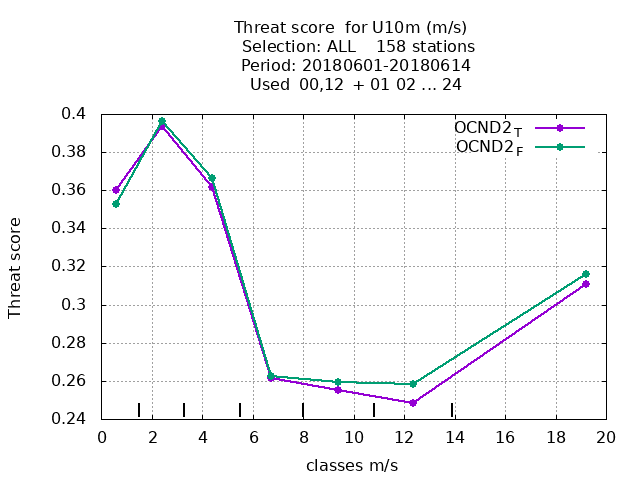 Threat score  for U10m (m/s)
Selection: ALL    158 stations
Period: 20180601-20180614
Used  00,12  + 01 02 ... 24
OCND2_T
OCND2_F
0.4
0.38
0.36
0.34
0.32
0.3
0.28
0.26
0.24
Threat score
0 2 4 6 8 10 12 14 16 18 20
classes m/s